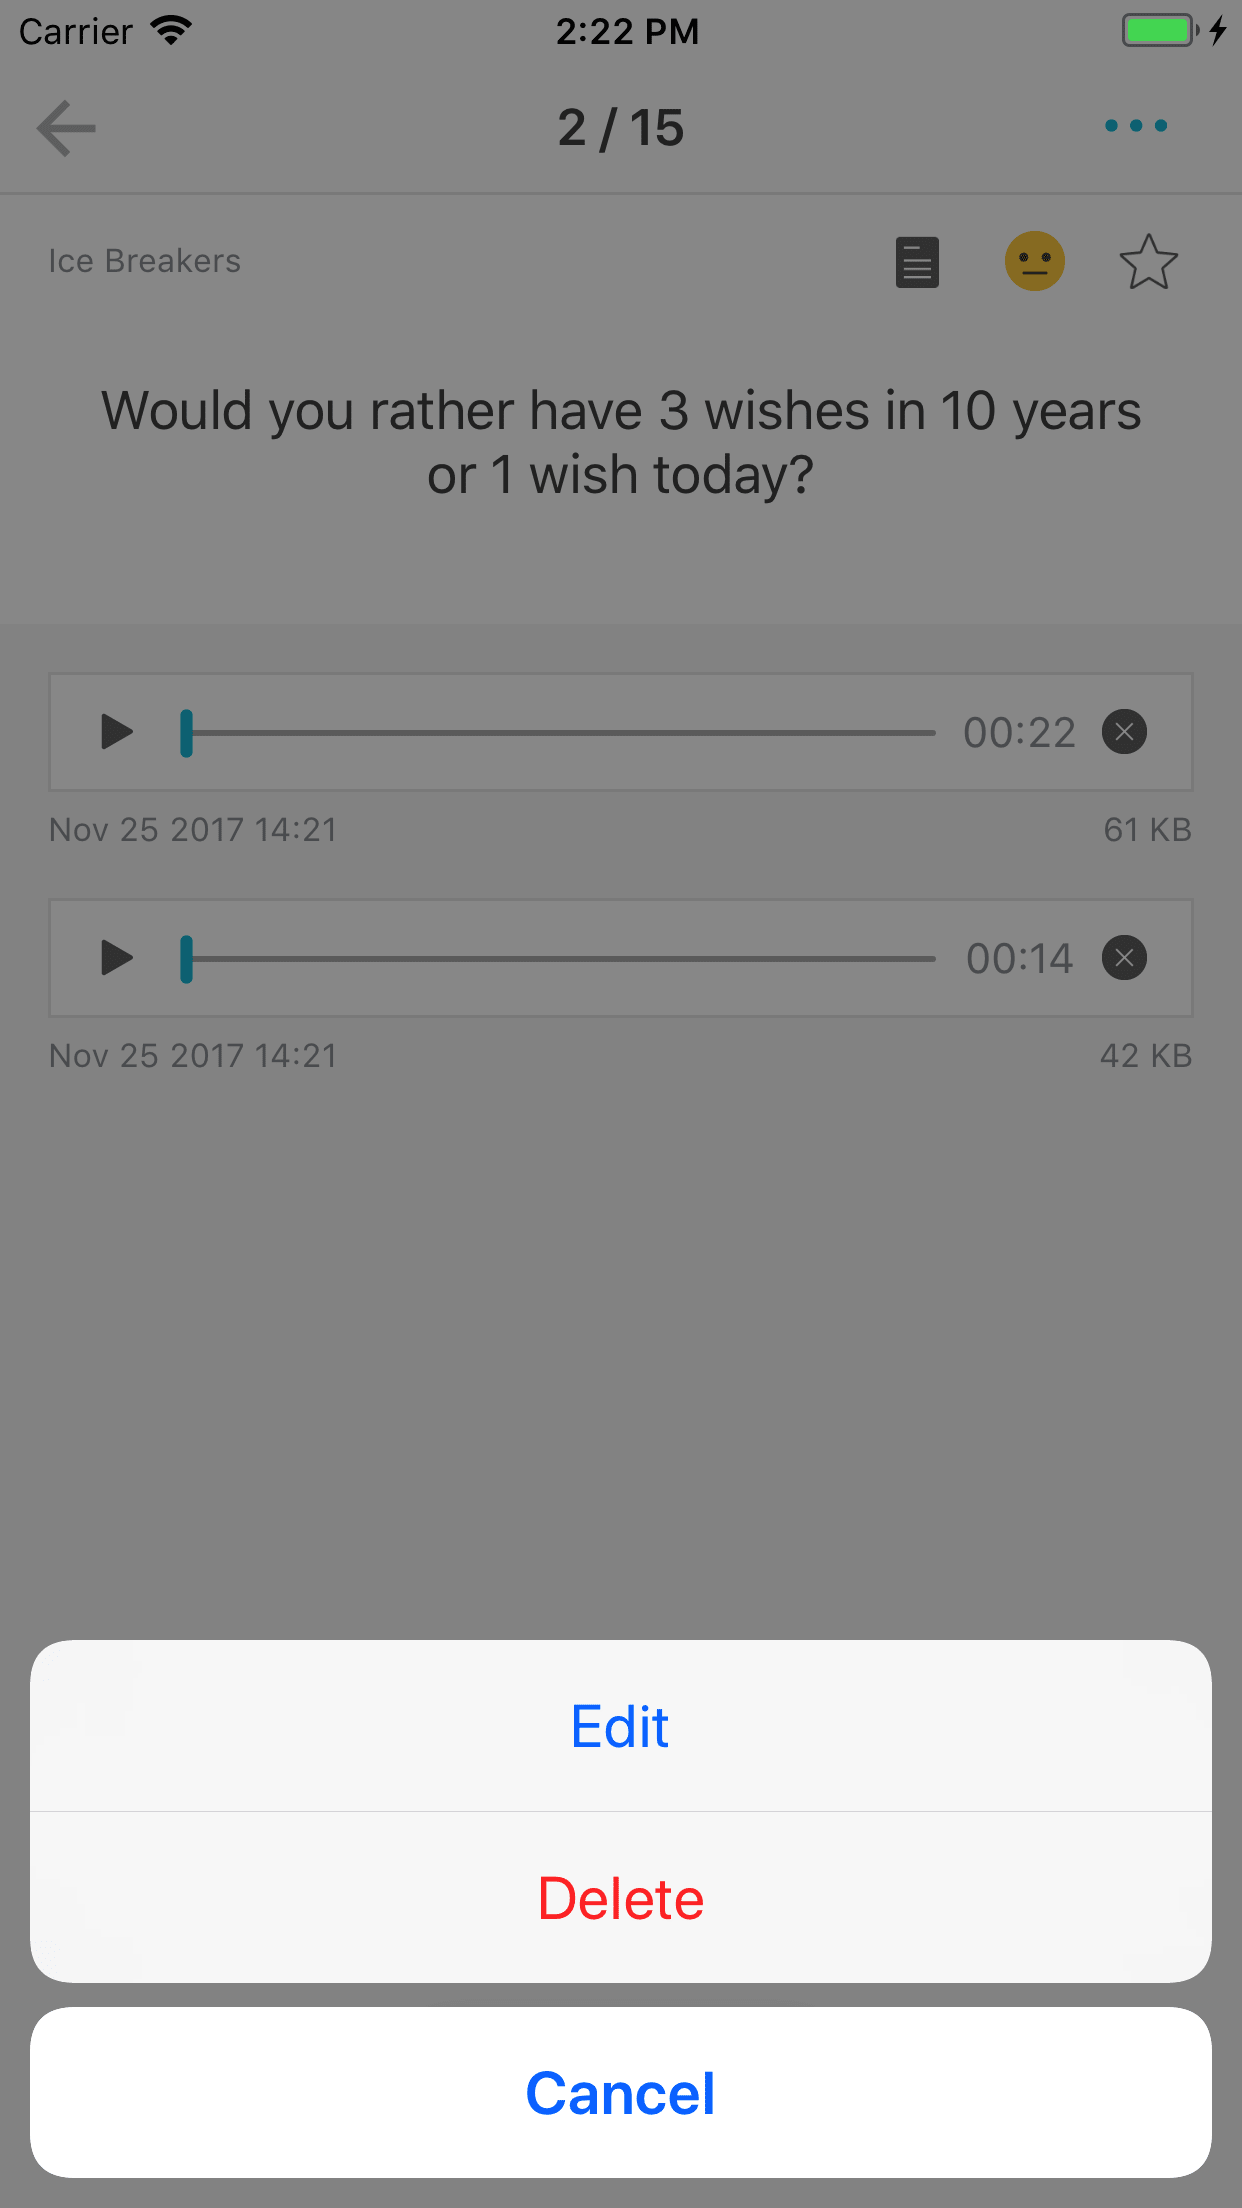 Carrier 2:22 PM
2 / 15
Ice Breakers
Would you rather have 3 wishes in 10 years
or 1 wish today?
00:22
Nov 25 2017 14:21 61 KB
00:14
Nov 25 2017 14:21 42 KB
Edit
Delete
Cancel